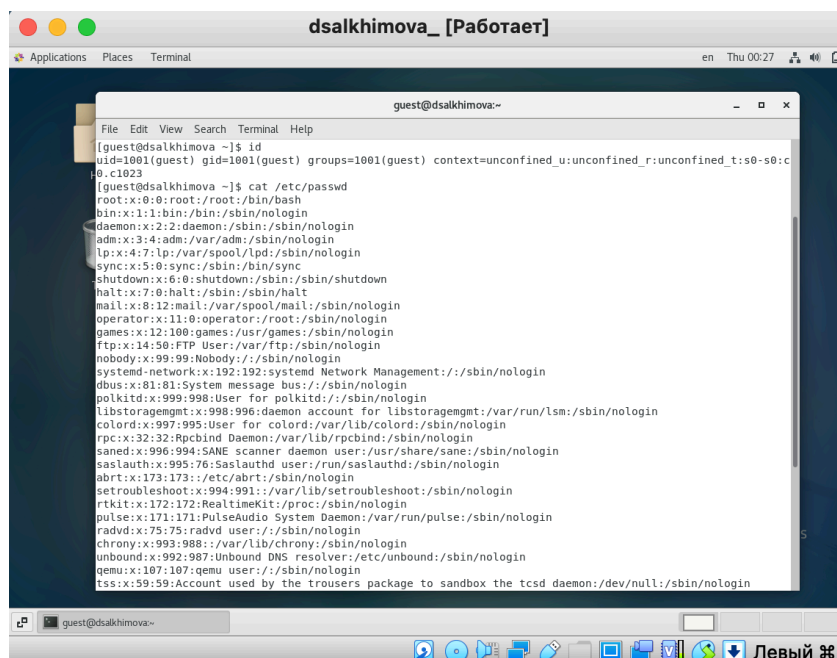 dsalkhimova_ [Работает]
Applications Places Terminal en Thu 00:27
guest@dsalkhimova:~
File Edit View Search Terminal Help
[guest@dsalkhimova ~]$ id
uid=1001(guest) gid=1001(guest) groups=1001(guest) context=unconfined_u:unconfined_r:unconfined_t:s0-s0:c
0.c1023
[guest@dsalkhimova ~]$ cat /etc/passwd
root:x:0:0:root:/root:/bin/bash
bin:x:1:1:bin:/bin:/sbin/nologin
daemon:x:2:2:daemon:/sbin:/sbin/nologin
adm:x:3:4:adm:/var/adm:/sbin/nologin
lp:x:4:7:lp:/var/spool/lpd:/sbin/nologin
sync:x:5:0:sync:/sbin:/bin/sync
shutdown:x:6:0:shutdown:/sbin:/sbin/shutdown
halt:x:7:0:halt:/sbin:/sbin/halt
mail:x:8:12:mail:/var/spool/mail:/sbin/nologin
operator:x:11:0:operator:/root:/sbin/nologin
games:x:12:100:games:/usr/games:/sbin/nologin
ftp:x:14:50:FTP User:/var/ftp:/sbin/nologin
nobody:x:99:99:Nobody:/:/sbin/nologin
systemd-network:x:192:192:systemd Network Management:/:/sbin/nologin
dbus:x:81:81:System message bus:/:/sbin/nologin
polkitd:x:999:998:User for polkitd:/:/sbin/nologin
libstoragemgmt:x:998:996:daemon account for libstoragemgmt:/var/run/lsm:/sbin/nologin
colord:x:997:995:User for colord:/var/lib/colord:/sbin/nologin
rpc:x:32:32:Rpcbind Daemon:/var/lib/rpcbind:/sbin/nologin
saned:x:996:994:SANE scanner daemon user:/usr/share/sane:/sbin/nologin
saslauth:x:995:76:Saslauthd user:/run/saslauthd:/sbin/nologin
abrt:x:173:173::/etc/abrt:/sbin/nologin
setroubleshoot:x:994:991::/var/lib/setroubleshoot:/sbin/nologin
rtkit:x:172:172:RealtimeKit:/proc:/sbin/nologin
pulse:x:171:171:PulseAudio System Daemon:/var/run/pulse:/sbin/nologin
radvd:x:75:75:radvd user:/:/sbin/nologin
chrony:x:993:988::/var/lib/chrony:/sbin/nologin
unbound:x:992:987:Unbound DNS resolver:/etc/unbound:/sbin/nologin
qemu:x:107:107:qemu user:/:/sbin/nologin
tss:x:59:59:Account used by the trousers package to sandbox the tcsd daemon:/dev/null:/sbin/nologin
guest@dsalkhimova:~
Левый ⌘